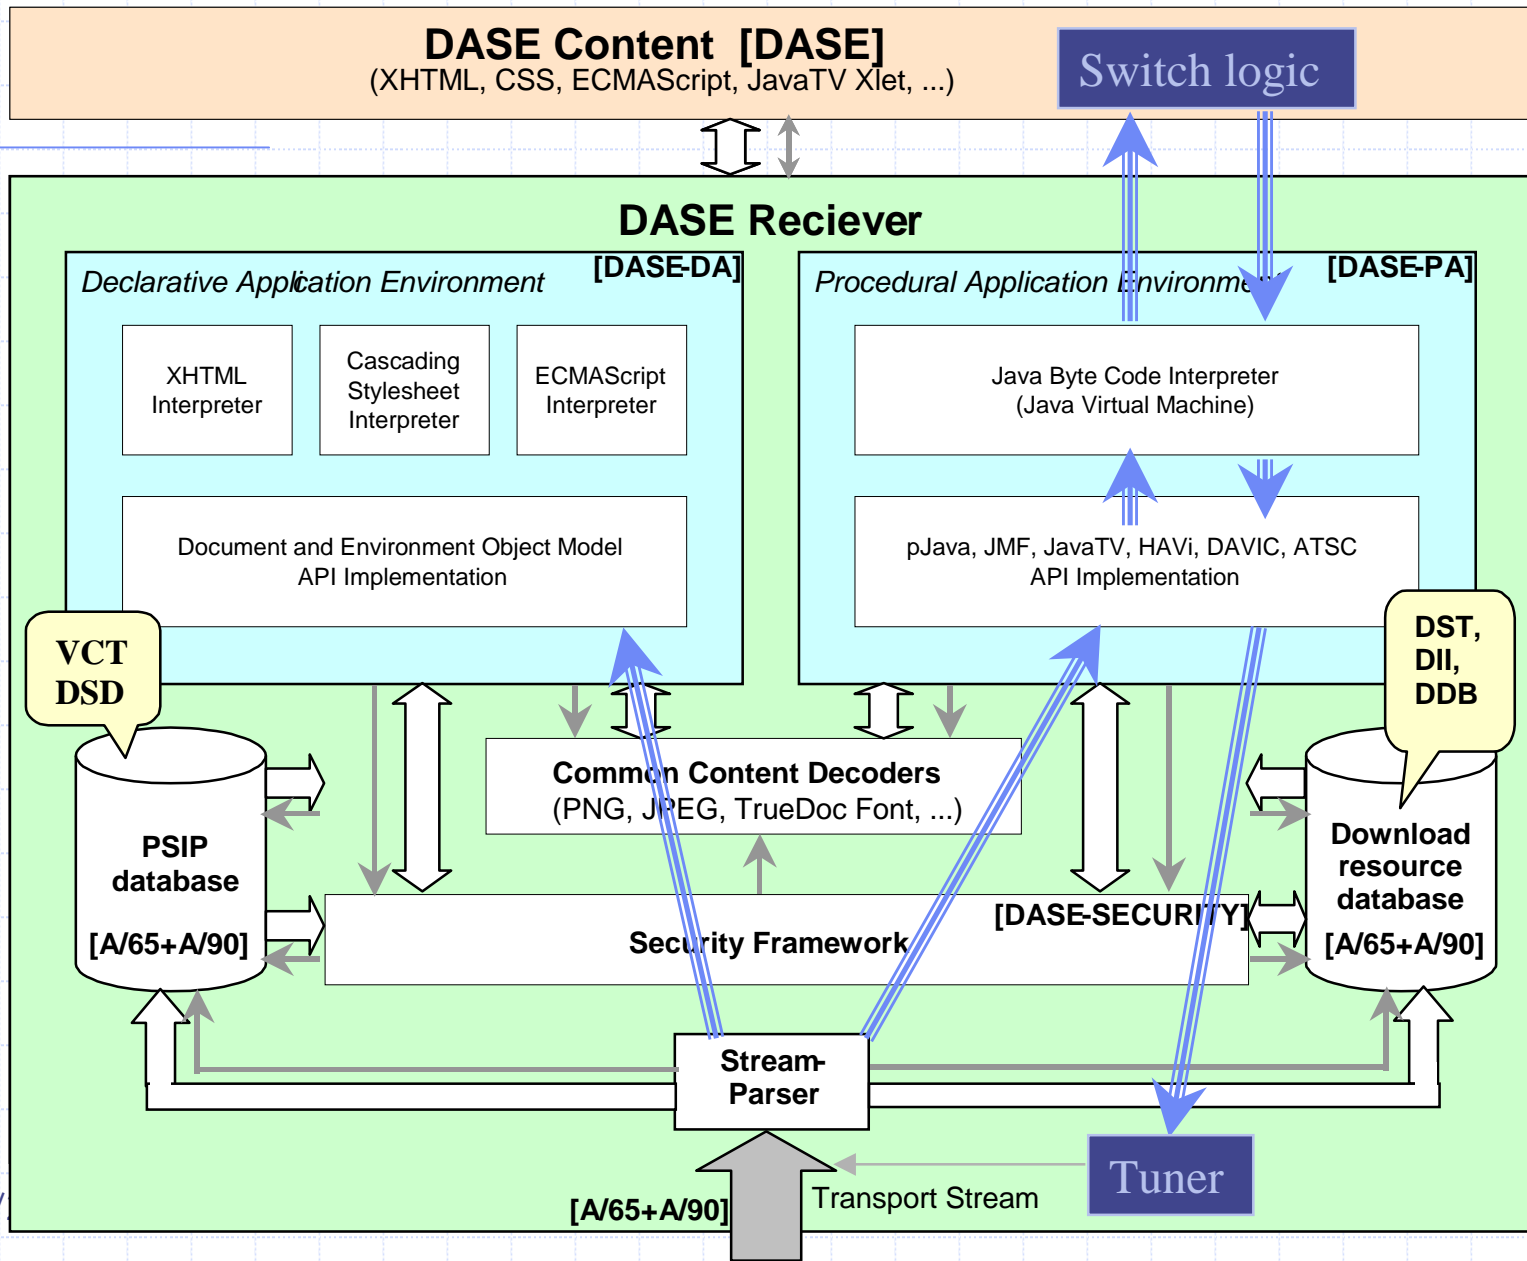 DASE Content [DASE]
(XHTML, CSS, ECMAScript, JavaTV Xlet, ...)
Switch logic
DASE Reciever
Declarative Application Environment
[DASE-DA]
Procedural Application Environment
[DASE-PA]
XHTML
Interpreter
Cascading
Stylesheet
Interpreter
ECMAScript
Interpreter
Java Byte Code Interpreter
(Java Virtual Machine)
Document and Environment Object Model
API Implementation
pJava, JMF, JavaTV, HAVi, DAVIC, ATSC
API Implementation
VCT
DSD
DST,
DII,
DDB
Common Content Decoders
(PNG, JPEG, TrueDoc Font, ...)
PSIP
database
[A/65+A/90]
Download
resource
database
[A/65+A/90]
[DASE-SECURITY]
Security Framework
Stream-
Parser
Tuner
Transport Stream
[A/65+A/90]